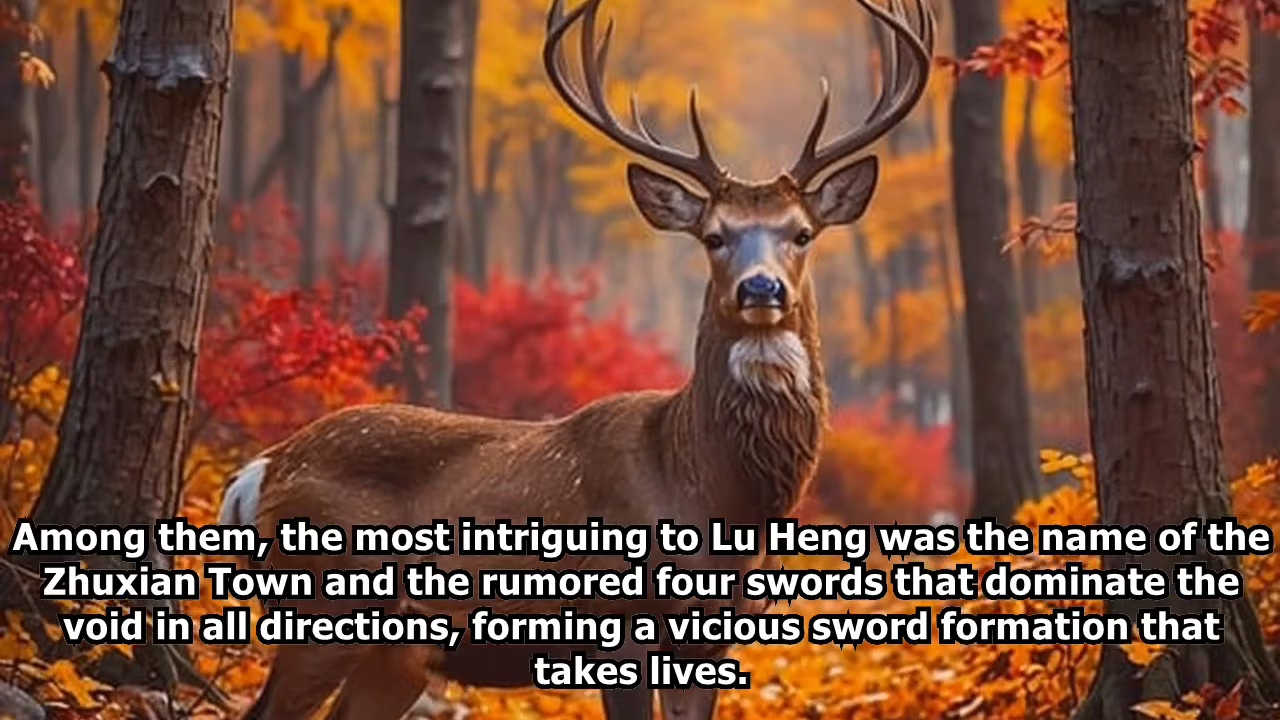 Among them, the most intriguing to Lu Heng was the name of the
Zhuxian Town and the rumored four swords that dominate the
void in all directions, forming a vicious sword formation that
takes lives.